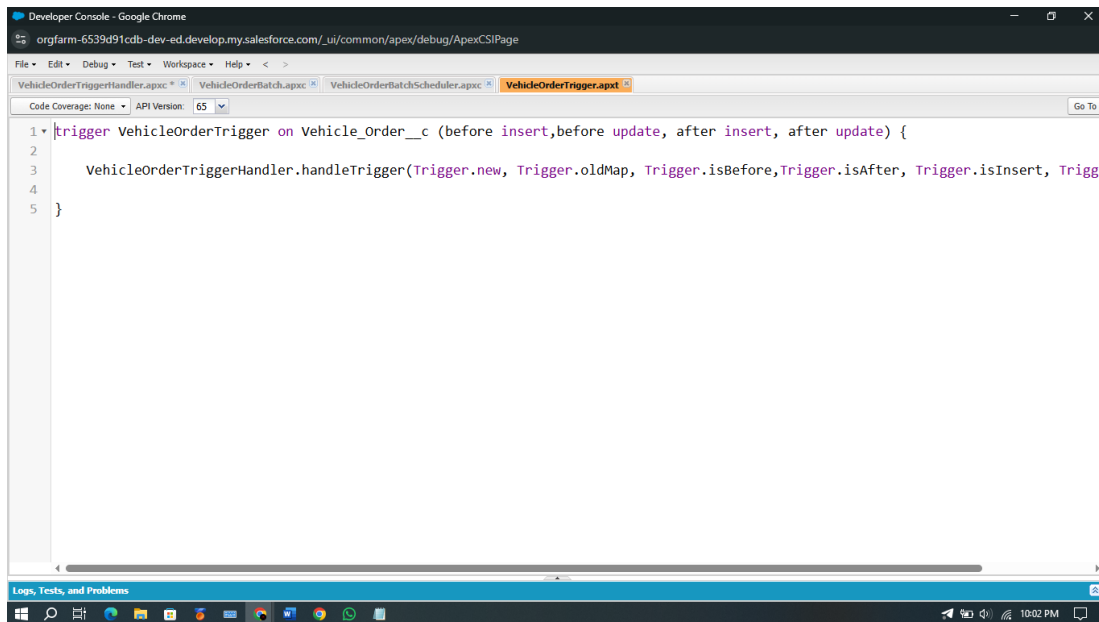 Developer Console - Google Chrome
orgfarm-6539d91cdb-dev-ed.develop.my.salesforce.com/_ui/common/apex/debug/ApexCSIPage
File Edit Debug Test Workspace Help < >
VehicleOrderTriggerHandler.apxc * VehicleOrderBatch.apxc VehicleOrderBatchScheduler.apxc VehicleOrderTrigger.apxt
Code Coverage: None API Version: 65 Go To
1 trigger VehicleOrderTrigger on Vehicle_Order__c (before insert,before update, after insert, after update) {
2
3 VehicleOrderTriggerHandler.handleTrigger(Trigger.new, Trigger.oldMap, Trigger.isBefore,Trigger.isAfter, Trigger.isInsert, Trigg
4
5 }
Logs, Tests, and Problems
10:02 PM